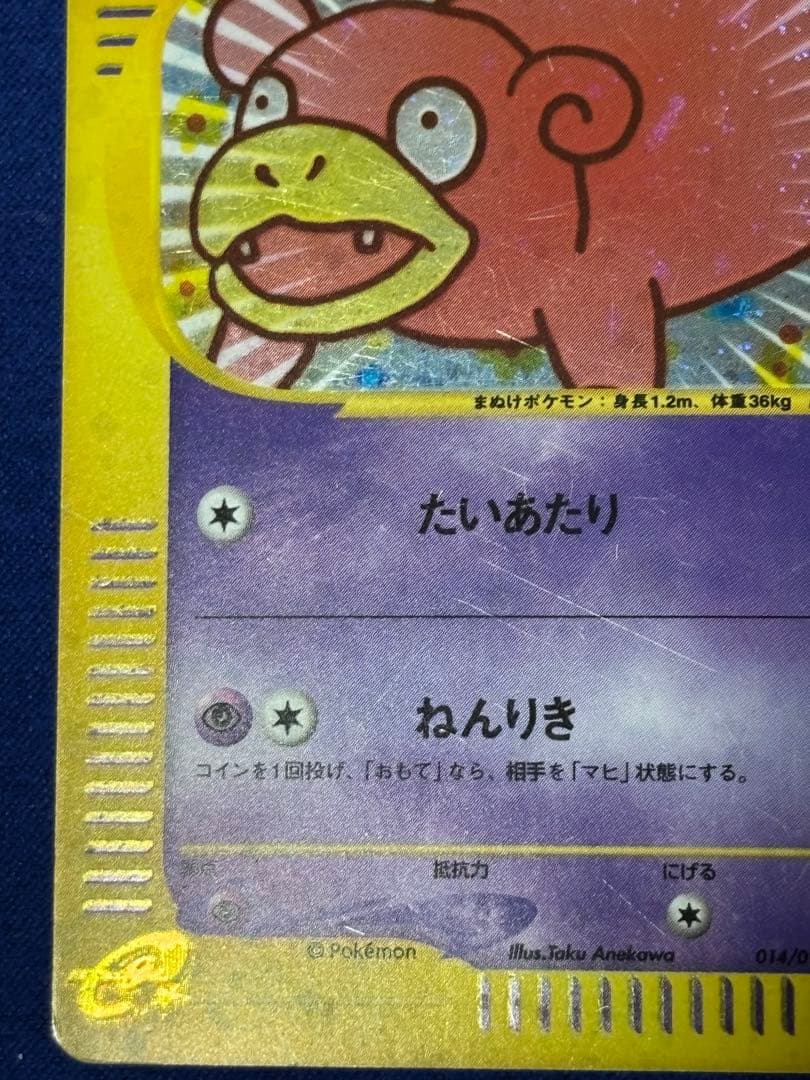 まぬけポケモン：身長1.2m、体重36kg
たいあたり
ねんりき
コインを1回投げ、「おもて」なら、相手を「マヒ」状態にする。
弱点 抵抗力 にげる
© Pokémon Illus.Taku Anekawa 014/0